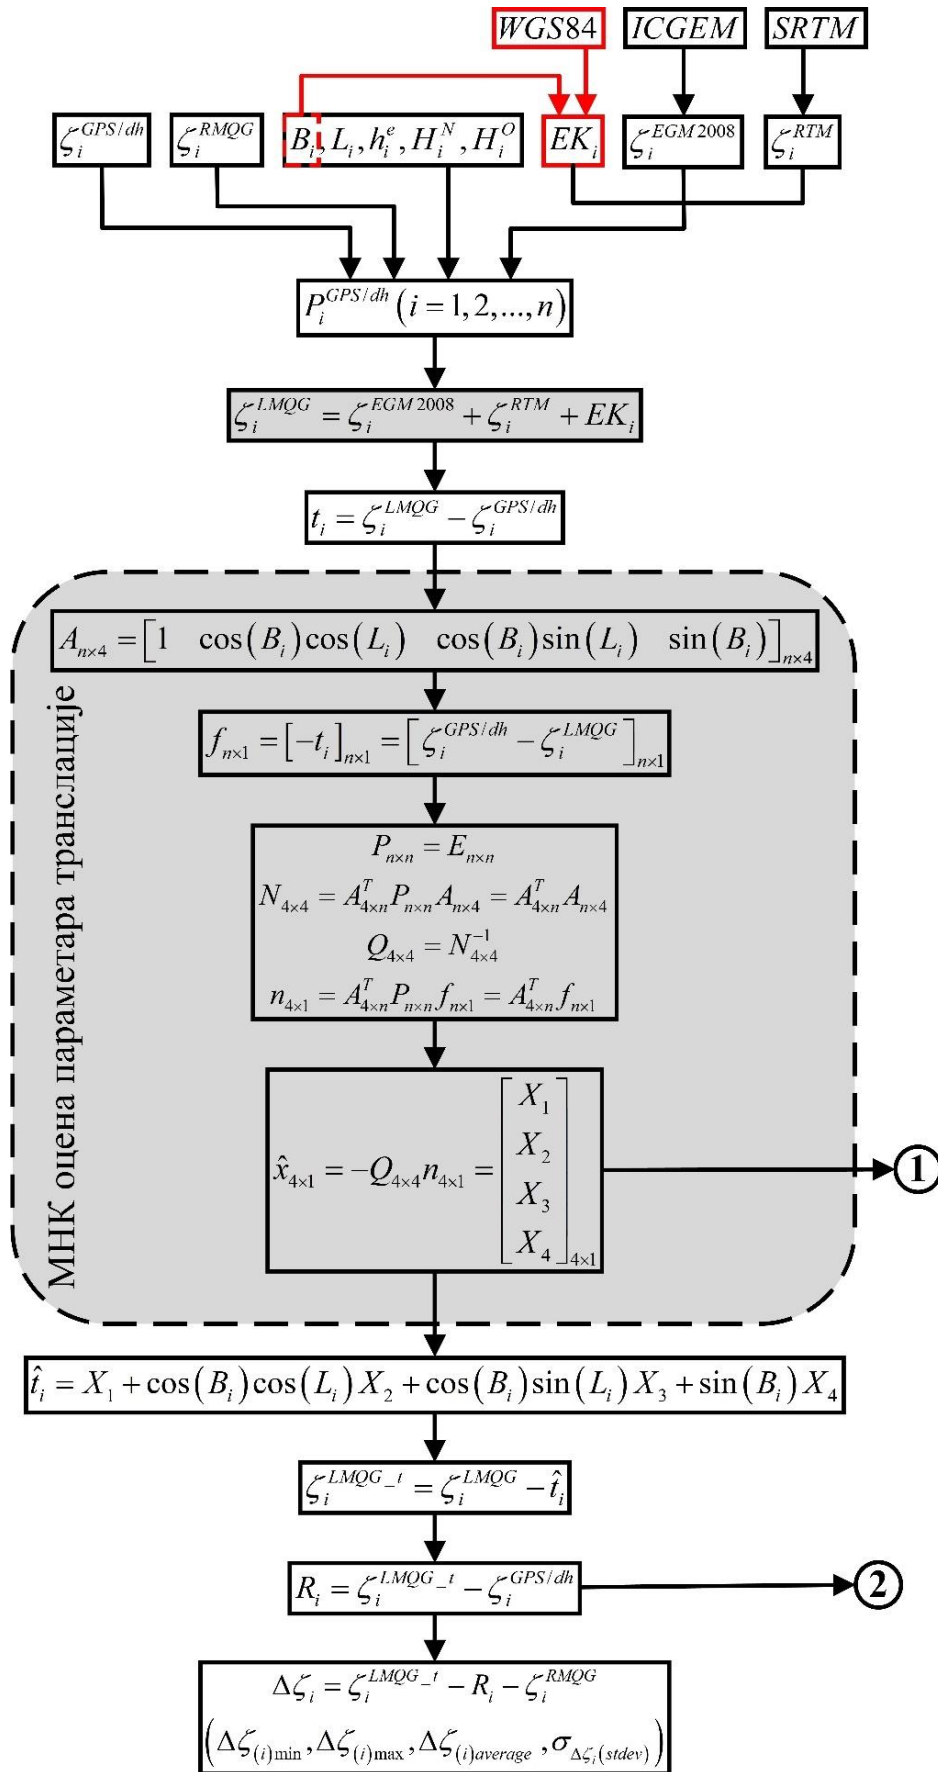 WGS84 ICGEM SRTM
ζ_i^{GPS/dh} ζ_i^{RMQG} B_i, L_i, h_i^e, H_i^N, H_i^O EK_i ζ_i^{EGM2008} ζ_i^{RTM}
P_i^{GPS/dh} (i = 1, 2, ..., n)
ζ_i^{LMQG} = ζ_i^{EGM2008} + ζ_i^{RTM} + EK_i
t_i = ζ_i^{LMQG} − ζ_i^{GPS/dh}
МНК оцена параметара транслације
A_{n×4} = [1 cos(B_i)cos(L_i) cos(B_i)sin(L_i) sin(B_i)]_{n×4}
f_{n×1} = [−t_i]_{n×1} = [ζ_i^{GPS/dh} − ζ_i^{LMQG}]_{n×1}
P_{n×n} = E_{n×n}
N_{4×4} = A_{4×n}^T P_{n×n} A_{n×4} = A_{4×n}^T A_{n×4}
Q_{4×4} = N_{4×4}^{−1}
n_{4×1} = A_{4×n}^T P_{n×n} f_{n×1} = A_{4×n}^T f_{n×1}
x̂_{4×1} = −Q_{4×4} n_{4×1} = [X_1 X_2 X_3 X_4]_{4×1}
1
t̂_i = X_1 + cos(B_i)cos(L_i)X_2 + cos(B_i)sin(L_i)X_3 + sin(B_i)X_4
ζ_i^{LMQG_t} = ζ_i^{LMQG} − t̂_i
R_i = ζ_i^{LMQG_t} − ζ_i^{GPS/dh}
2
Δζ_i = ζ_i^{LMQG_t} − R_i − ζ_i^{RMQG}
(Δζ_{(i)min}, Δζ_{(i)max}, Δζ_{(i)average}, σ_{Δζ_i(stdev)})